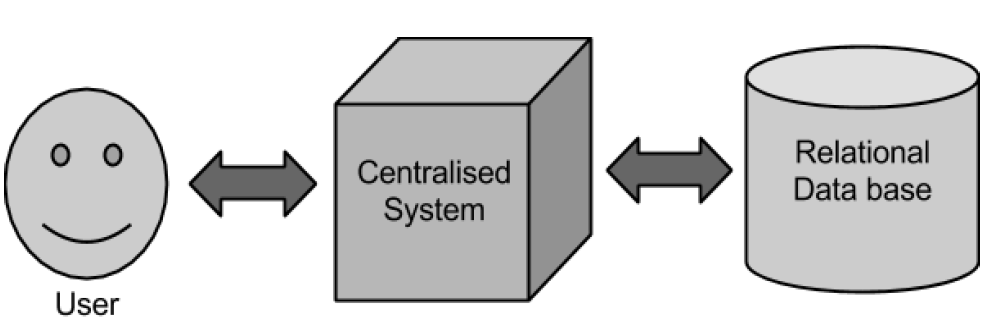 Centralised
System
Relational
Data base
User